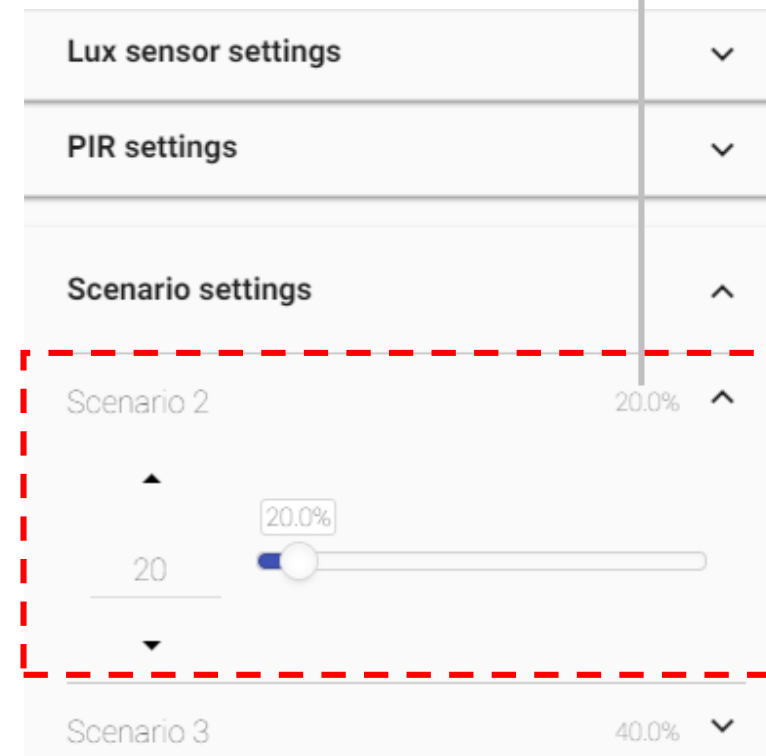 Lux sensor settings
PIR settings
Scenario settings
Scenario 2 20.0%
20.0%
20
Scenario 3 40.0%